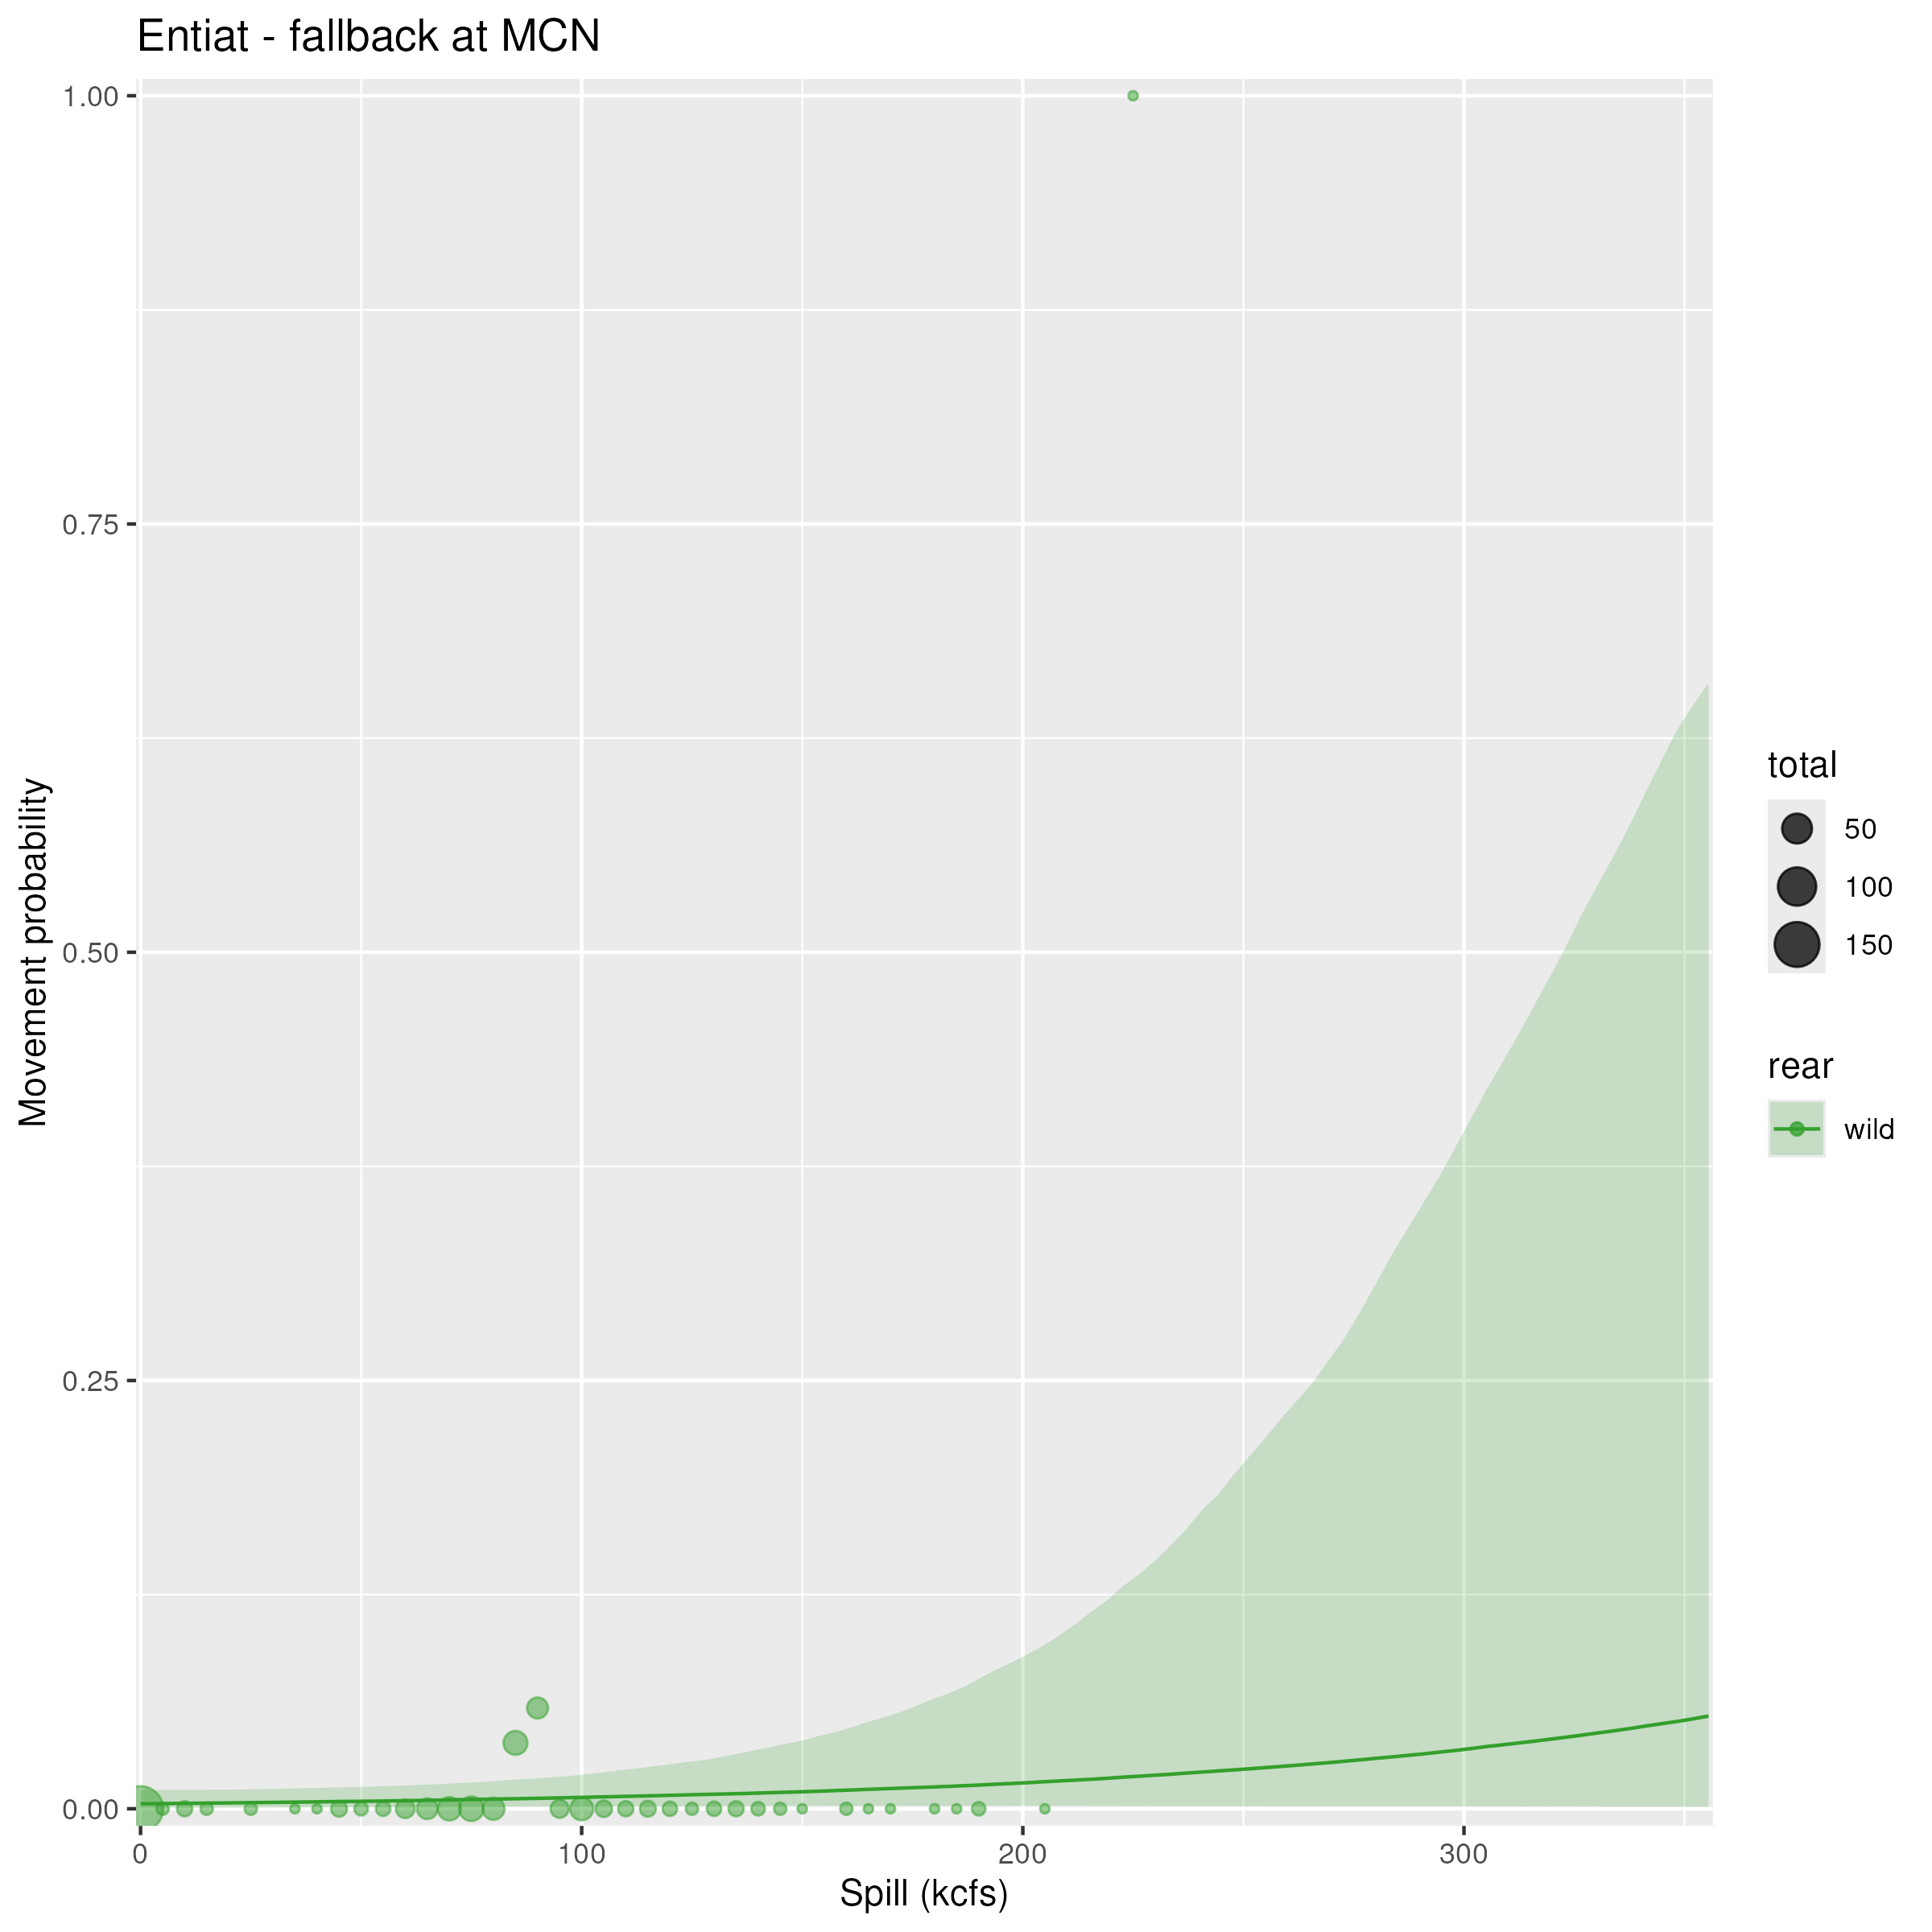 Entiat - fallback at MCN
1.00
0.75
0.50
0.25
0.00
Movement probability
0
100
200
300
Spill (kcfs)
total
50
100
150
rear
wild